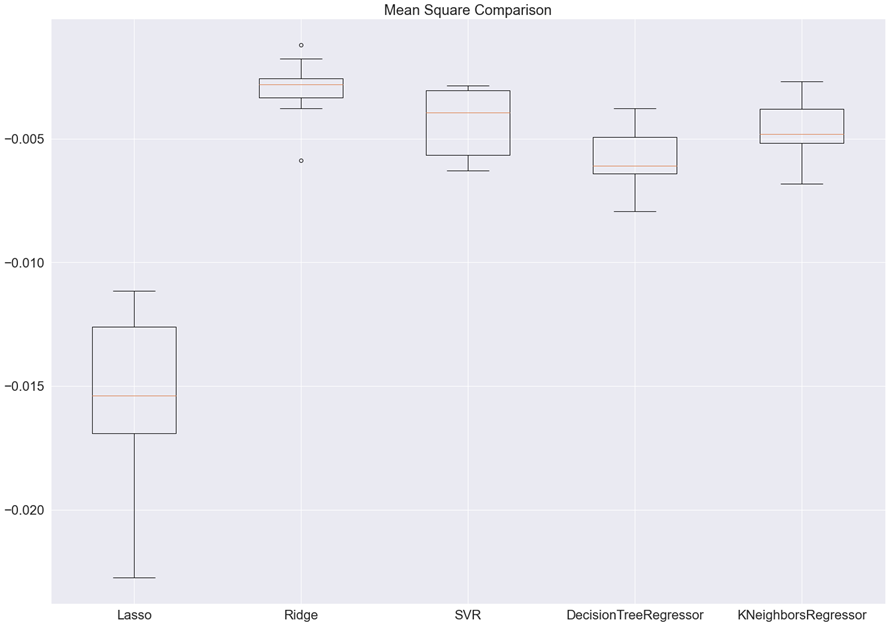 Mean Square Comparison
−0.005
−0.010
−0.015
−0.020
Lasso Ridge SVR DecisionTreeRegressor KNeighborsRegressor